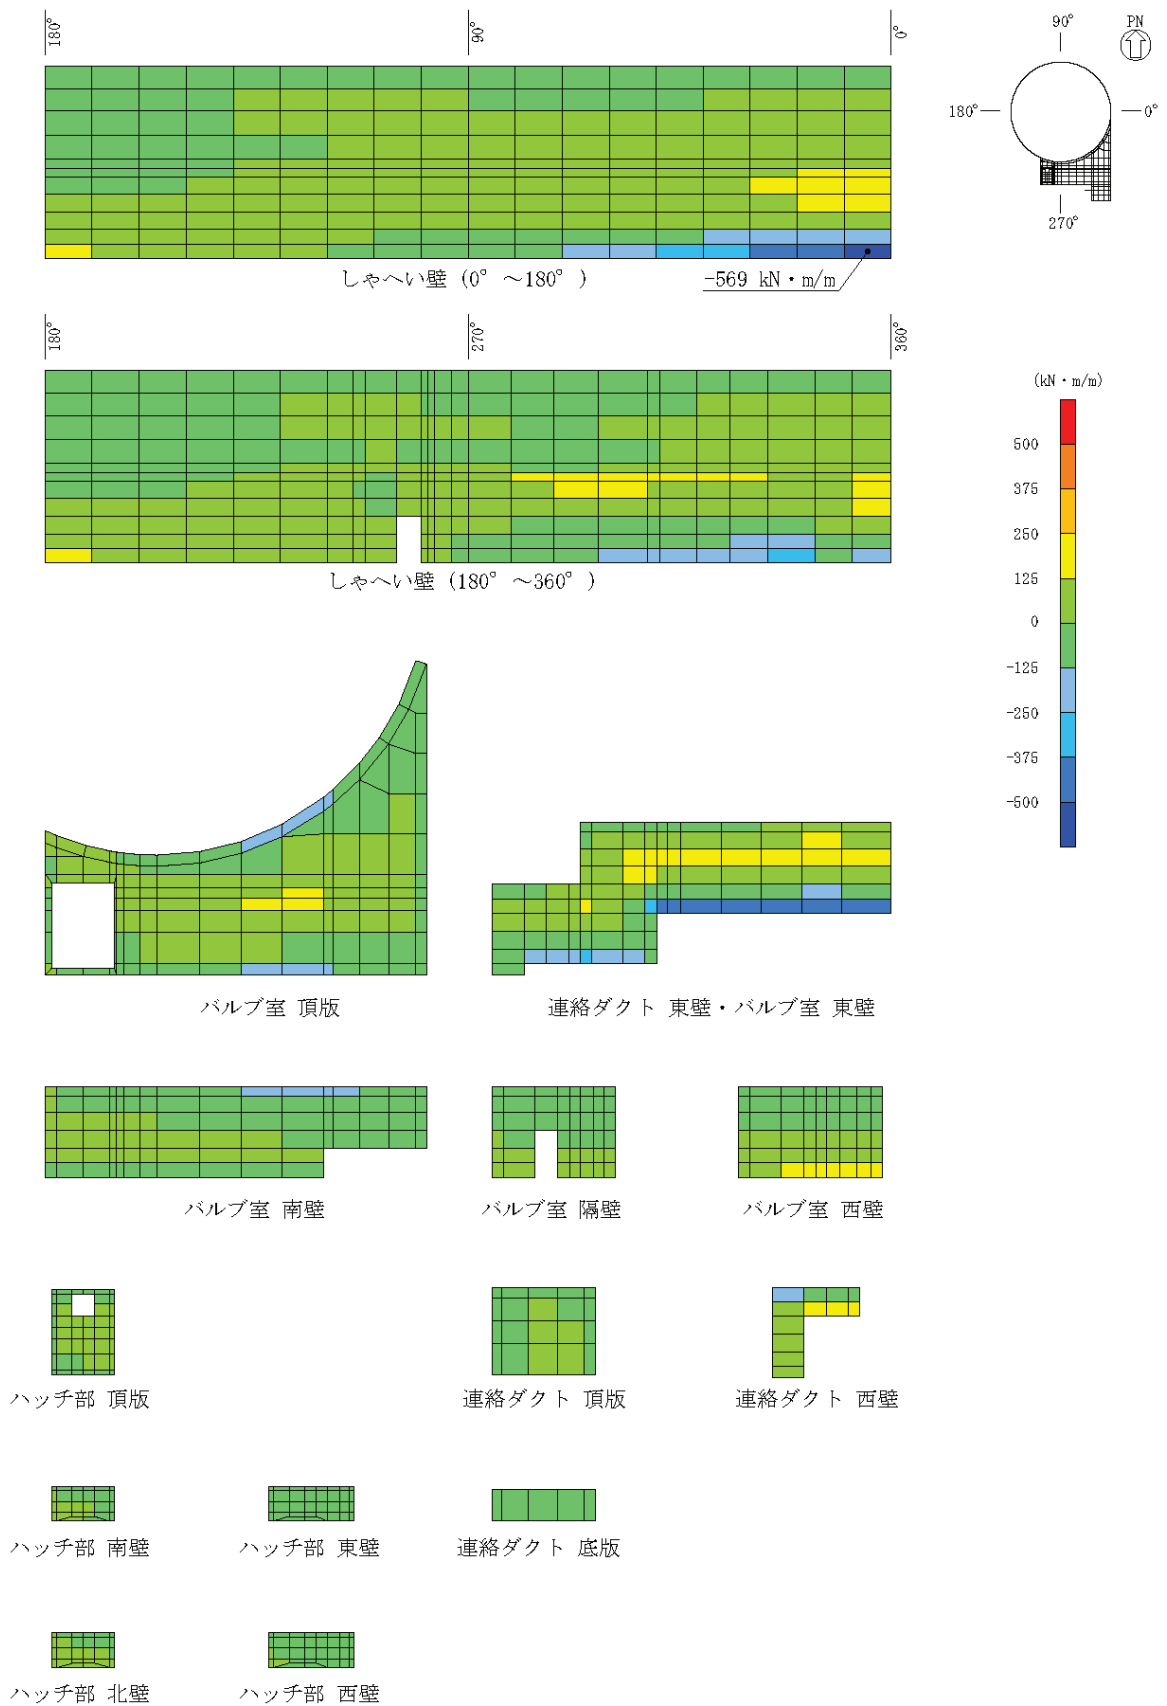 180°
90°
0°
90°
PN
180°
0°
270°
しゃへい壁 (0° ～180° )
-569 kN・m/m
180°
270°
360°
しゃへい壁 (180° ～360° )
(kN・m/m)
500
375
250
125
0
-125
-250
-375
-500
バルブ室 頂版
連絡ダクト 東壁・バルブ室 東壁
バルブ室 南壁
バルブ室 隔壁
バルブ室 西壁
ハッチ部 頂版
連絡ダクト 頂版
連絡ダクト 西壁
ハッチ部 南壁
ハッチ部 東壁
連絡ダクト 底版
ハッチ部 北壁
ハッチ部 西壁